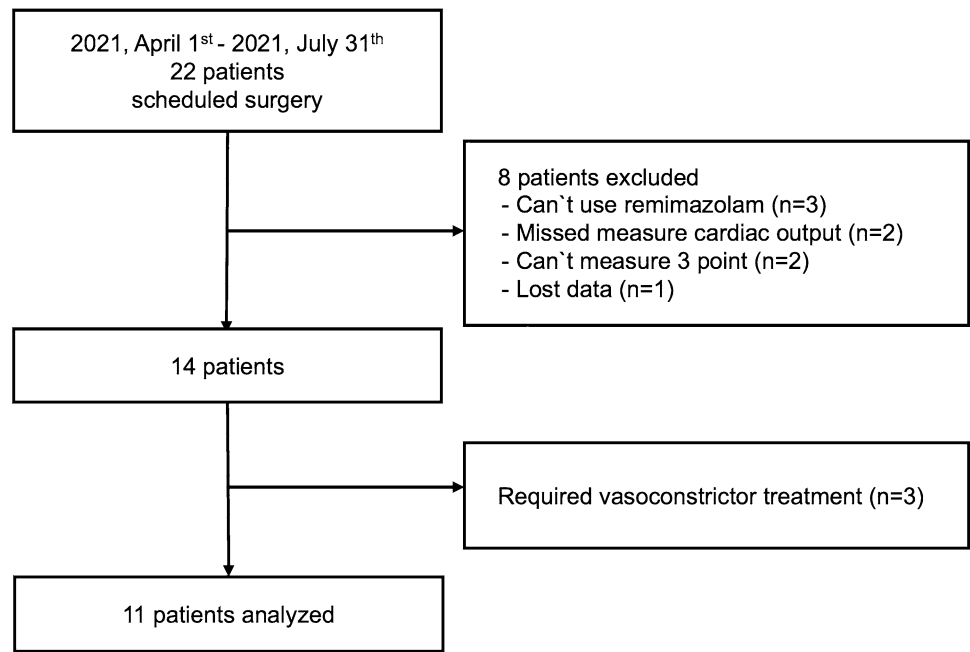 2021, April 1st - 2021, July 31th
22 patients
scheduled surgery
8 patients excluded
- Can`t use remimazolam (n=3)
- Missed measure cardiac output (n=2)
- Can`t measure 3 point (n=2)
- Lost data (n=1)
14 patients
Required vasoconstrictor treatment (n=3)
11 patients analyzed